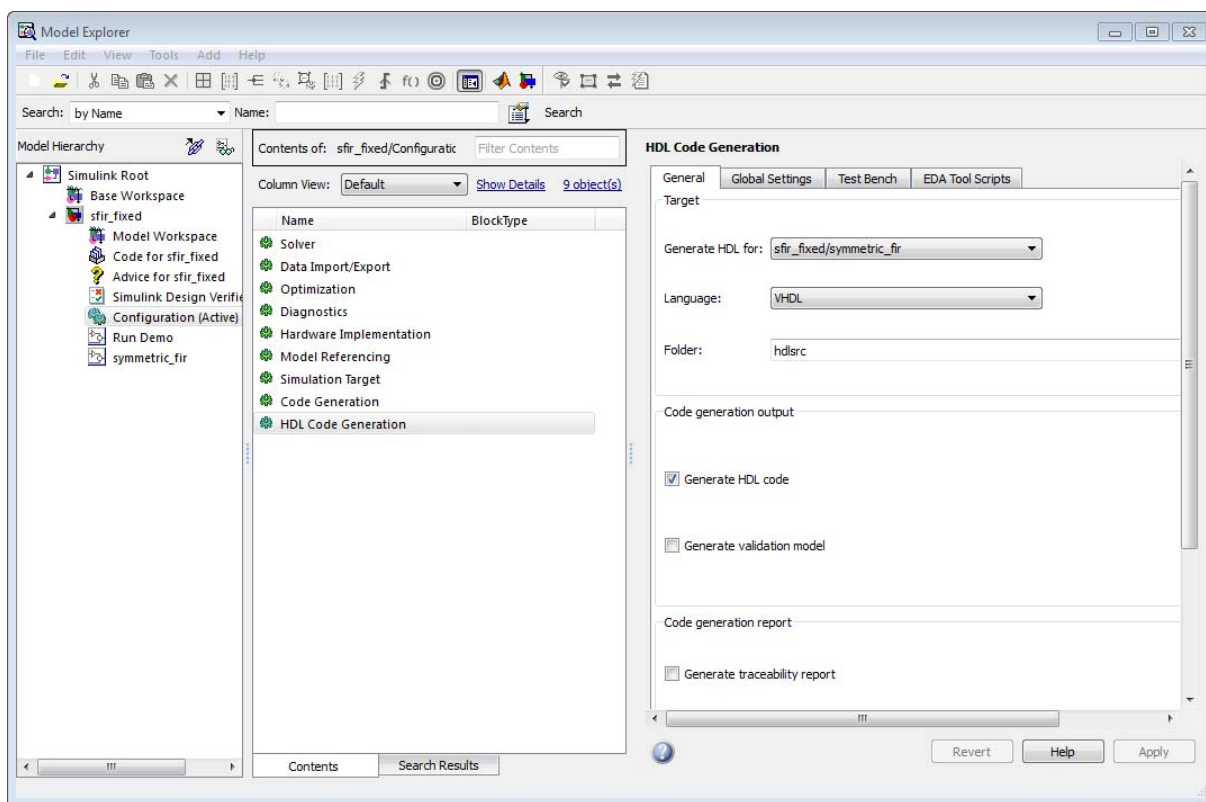 Model Explorer
File Edit View Tools Add Help
f()
Search: by Name Name: Search
Model Hierarchy
Simulink Root
Base Workspace
sfir_fixed
Model Workspace
Code for sfir_fixed
Advice for sfir_fixed
Simulink Design Verifie
Configuration (Active)
Run Demo
symmetric_fir
Contents of: sfir_fixed/Configuratic Filter Contents
Column View: Default Show Details 9 object(s)
Name BlockType
Solver
Data Import/Export
Optimization
Diagnostics
Hardware Implementation
Model Referencing
Simulation Target
Code Generation
HDL Code Generation
Contents Search Results
HDL Code Generation
General Global Settings Test Bench EDA Tool Scripts
Target
Generate HDL for: sfir_fixed/symmetric_fir
Language: VHDL
Folder: hdlsrc
Code generation output
Generate HDL code
Generate validation model
Code generation report
Generate traceability report
Revert Help Apply